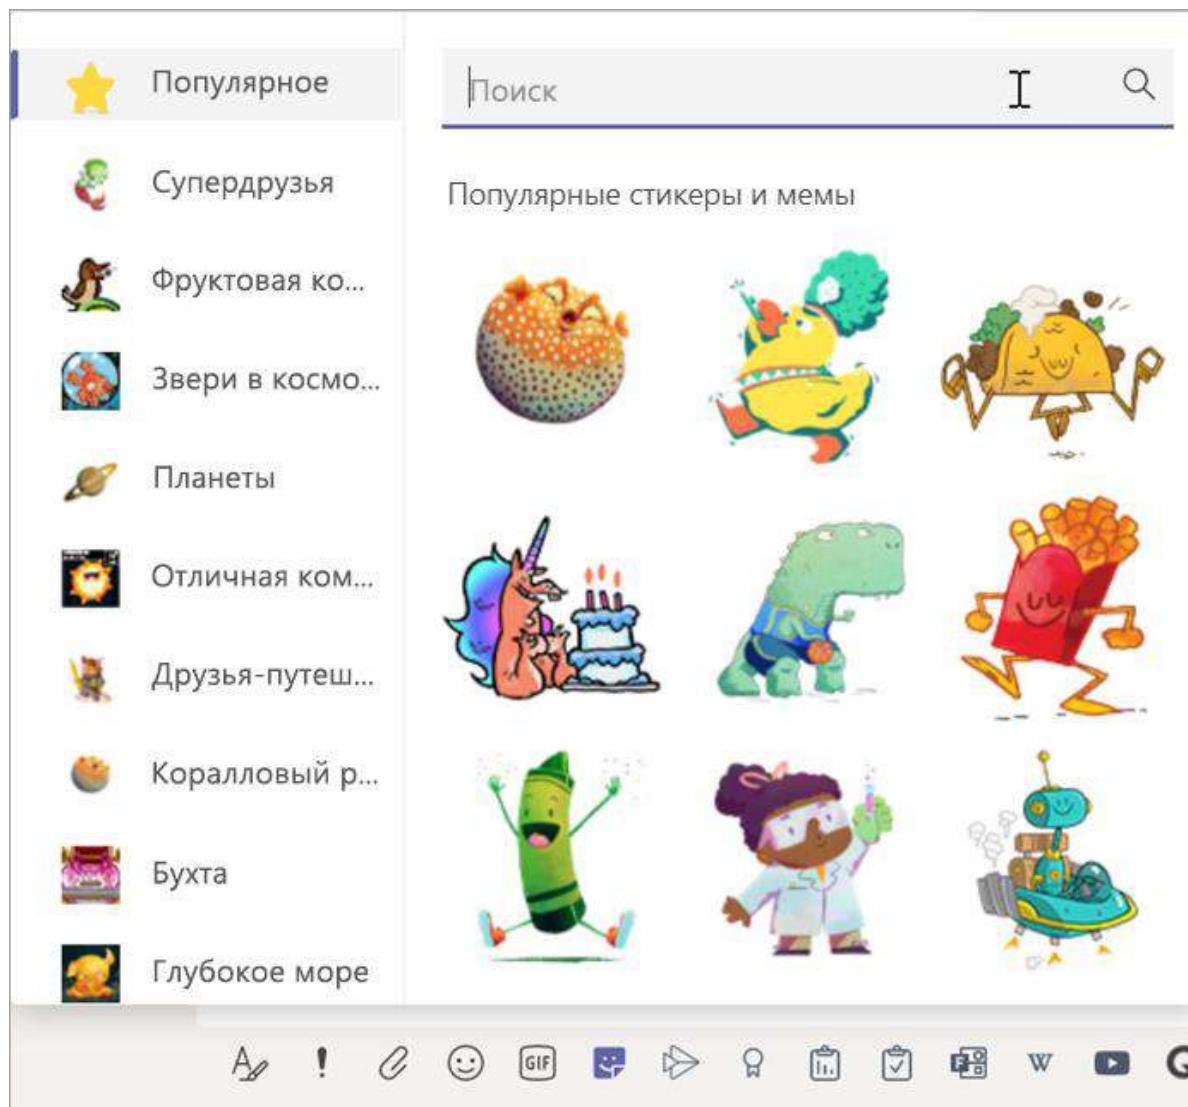 Популярное
Супердрузья
Фруктовая ко...
Звери в космо...
Планеты
Отличная ком...
Друзья-путеш...
Коралловый р...
Бухта
Глубокое море
Поиск
Популярные стикеры и мемы
GIF
W